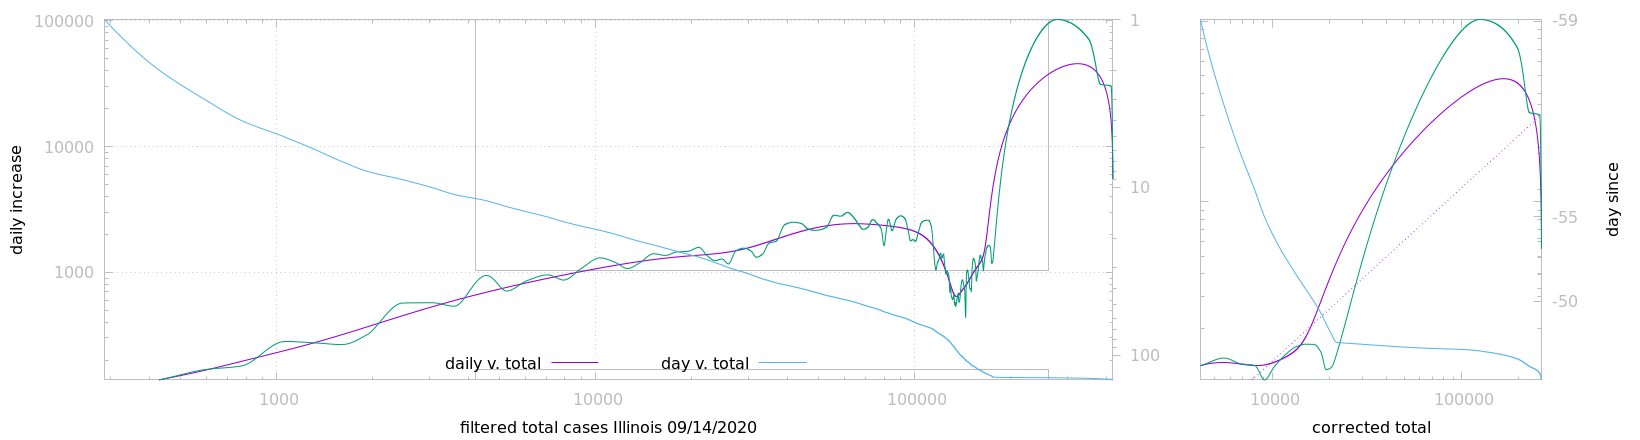 100000
10000
1000
daily increase
1
10
100
daily v. total
day v. total
1000
10000
100000
filtered total cases Illinois 09/14/2020
-59
-55
-50
day since
10000
100000
corrected total